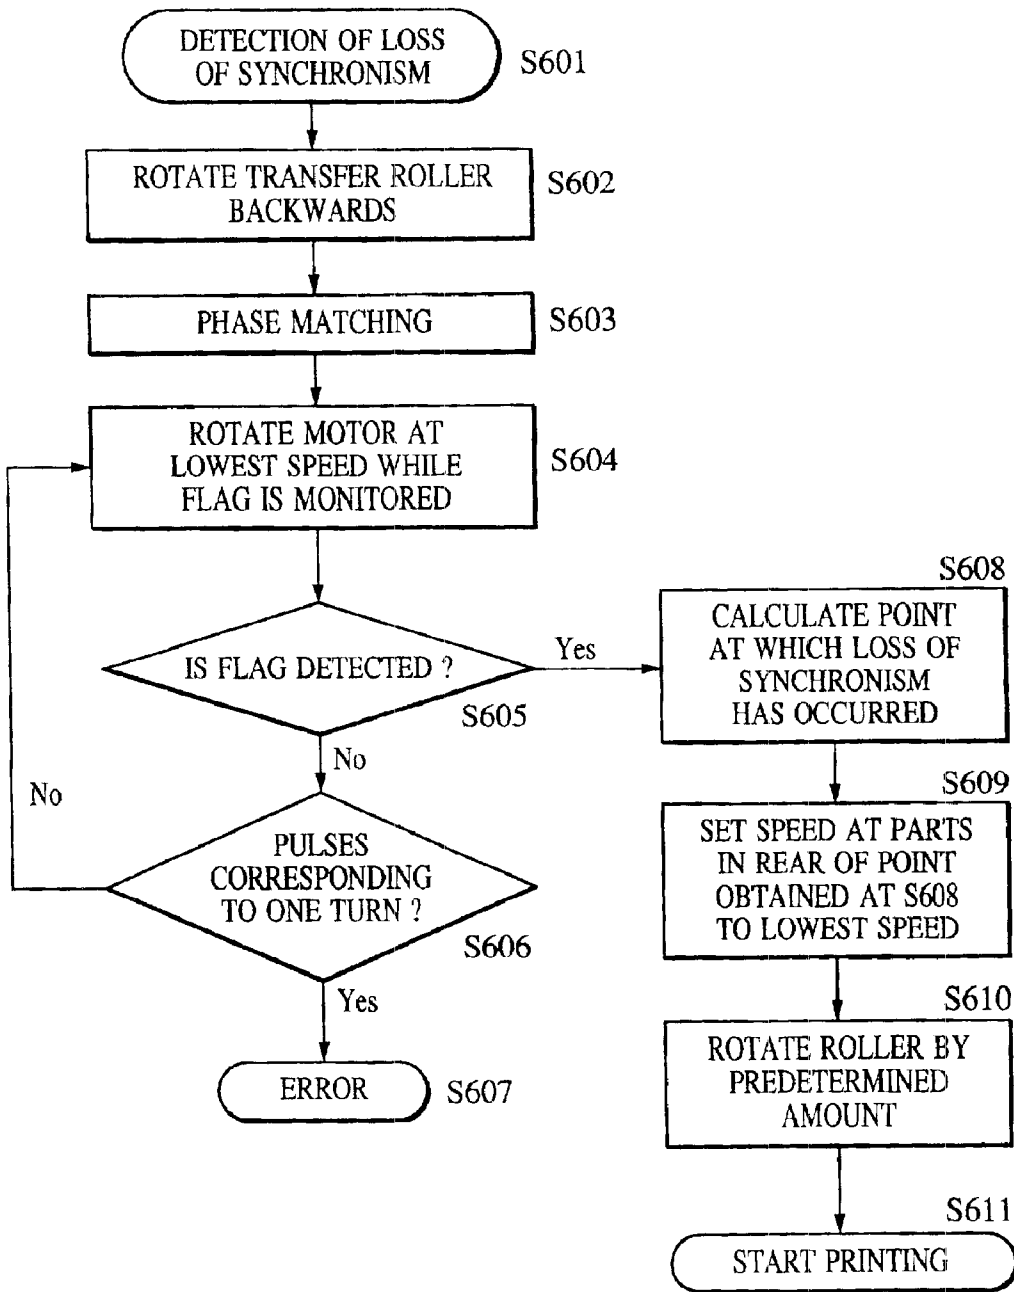 DETECTION OF LOSS
OF SYNCHRONISM
S601
ROTATE TRANSFER ROLLER
BACKWARDS
S602
PHASE MATCHING
S603
ROTATE MOTOR AT
LOWEST SPEED WHILE
FLAG IS MONITORED
S604
IS FLAG DETECTED ?
S605
Yes
No
PULSES
CORRESPONDING
TO ONE TURN ?
S606
No
Yes
ERROR
S607
S608
CALCULATE POINT
AT WHICH LOSS OF
SYNCHRONISM
HAS OCCURRED
S609
SET SPEED AT PARTS
IN REAR OF POINT
OBTAINED AT S608
TO LOWEST SPEED
S610
ROTATE ROLLER BY
PREDETERMINED
AMOUNT
S611
START PRINTING